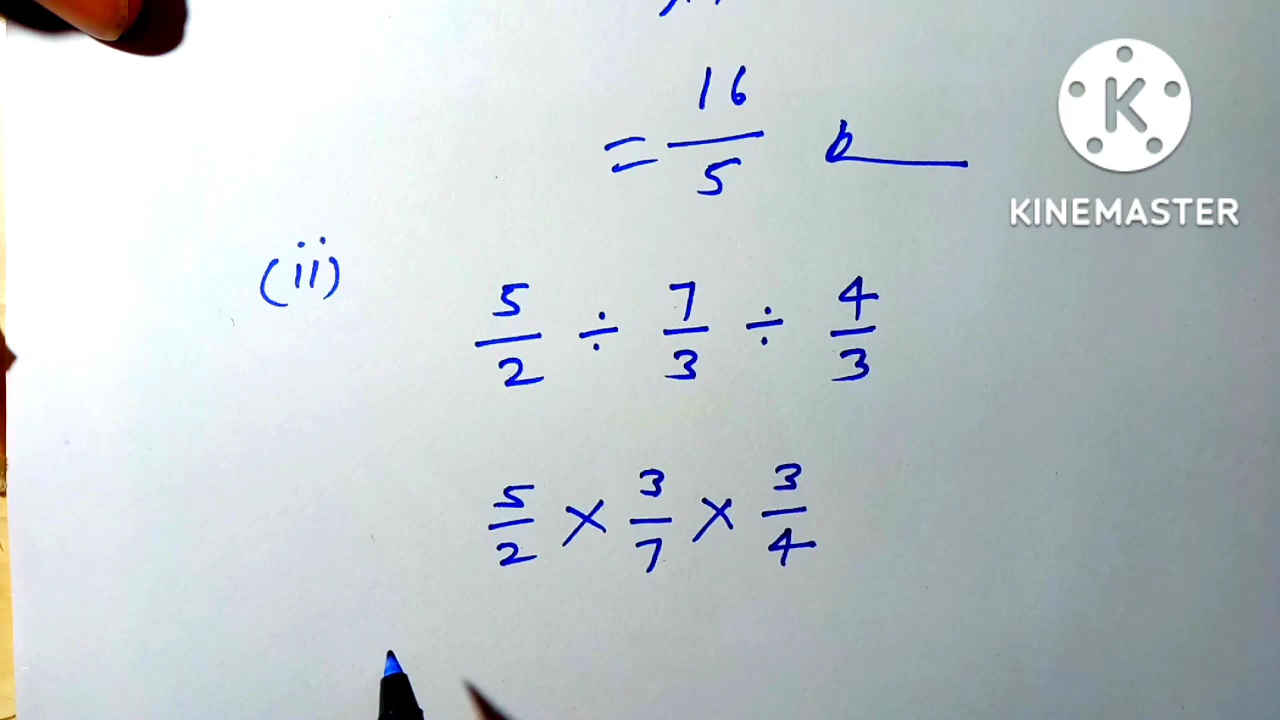 = 16/5
K
KINEMASTER
(ii)
5/2 ÷ 7/3 ÷ 4/3
5/2 × 3/7 × 3/4